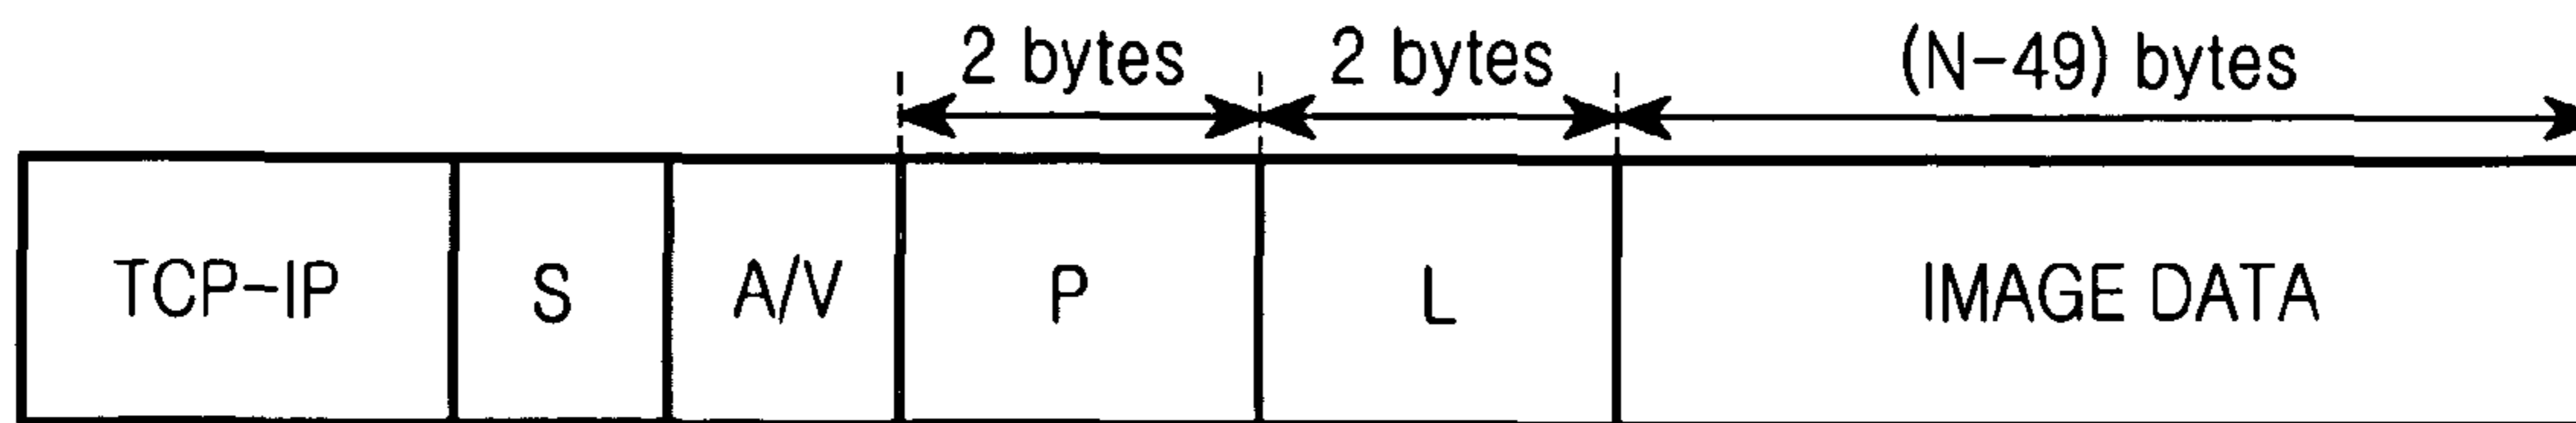 2 bytes 2 bytes (N-49) bytes
TCP-IP S A/V P L IMAGE DATA